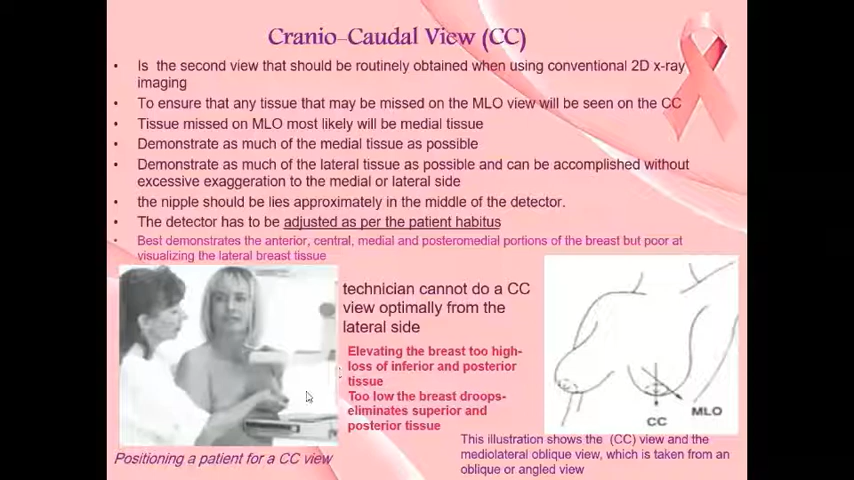 Cranio-Caudal View (CC)
• Is the second view that should be routinely obtained when using conventional 2D x-ray
imaging
• To ensure that any tissue that may be missed on the MLO view will be seen on the CC
• Tissue missed on MLO most likely will be medial tissue
• Demonstrate as much of the medial tissue as possible
• Demonstrate as much of the lateral tissue as possible and can be accomplished without
excessive exaggeration to the medial or lateral side
• the nipple should be lies approximately in the middle of the detector.
• The detector has to be adjusted as per the patient habitus
• Best demonstrates the anterior, central, medial and posteromedial portions of the breast but poor at
visualizing the lateral breast tissue
technician cannot do a CC
view optimally from the
lateral side
Elevating the breast too high-
loss of inferior and posterior
tissue
Too low the breast droops-
eliminates superior and
posterior tissue
Positioning a patient for a CC view
CC
MLO
This illustration shows the (CC) view and the
mediolateral oblique view, which is taken from an
oblique or angled view